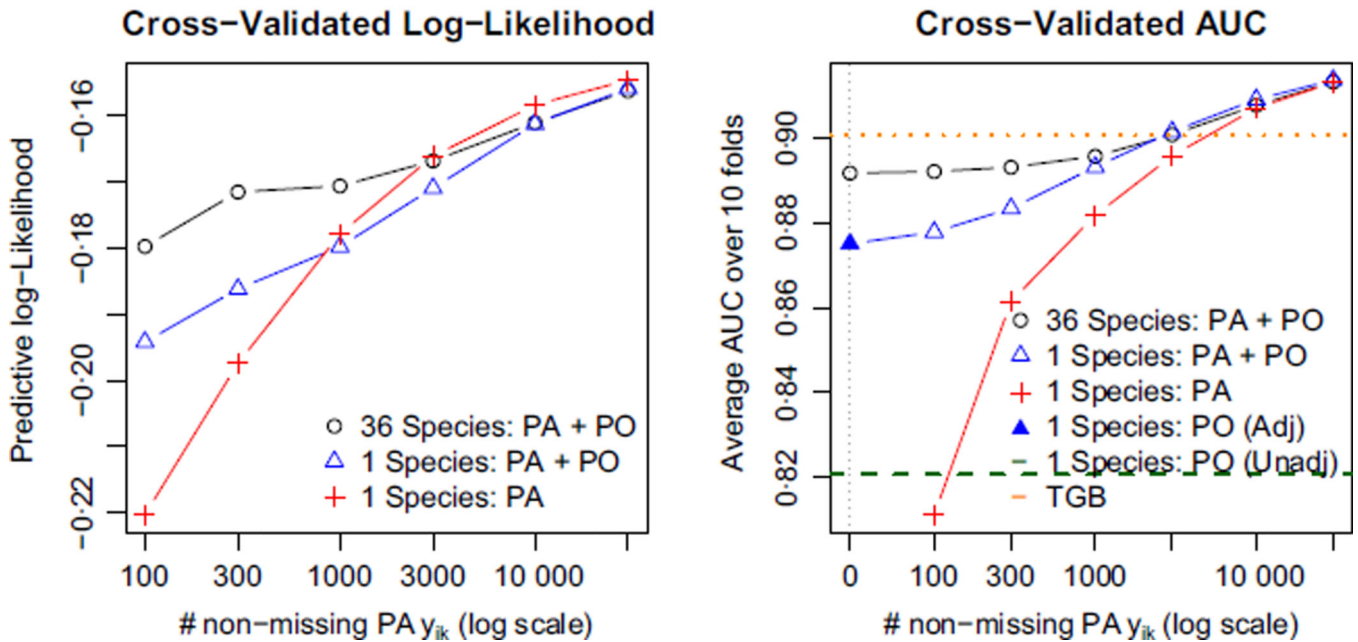 Cross−Validated Log−Likelihood
Predictive log−Likelihood
−0·16
−0·18
−0·20
−0·22
36 Species: PA + PO
1 Species: PA + PO
1 Species: PA
100 300 1000 3000 10 000
# non−missing PA yik (log scale)
Cross−Validated AUC
Average AUC over 10 folds
0·90
0·88
0·86
0·84
0·82
36 Species: PA + PO
1 Species: PA + PO
1 Species: PA
1 Species: PO (Adj)
1 Species: PO (Unadj)
TGB
0 100 300 1000 10 000
# non−missing PA yik (log scale)